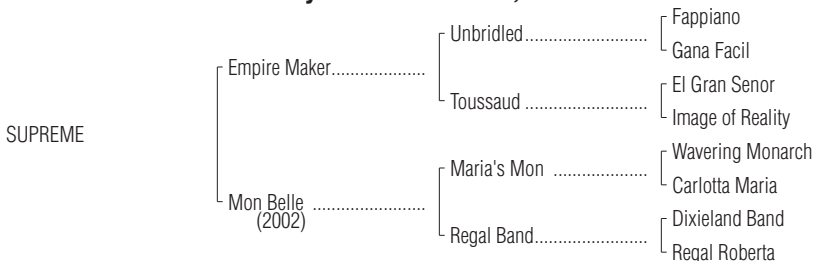 Fappiano
Unbridled..............................
Gana Facil
Empire Maker.....................
El Gran Senor
Toussaud .............................
Image of Reality
SUPREME
Wavering Monarch
Maria's Mon ......................
Carlotta Maria
Mon Belle .........................
(2002)
Dixieland Band
Regal Band...........................
Regal Roberta